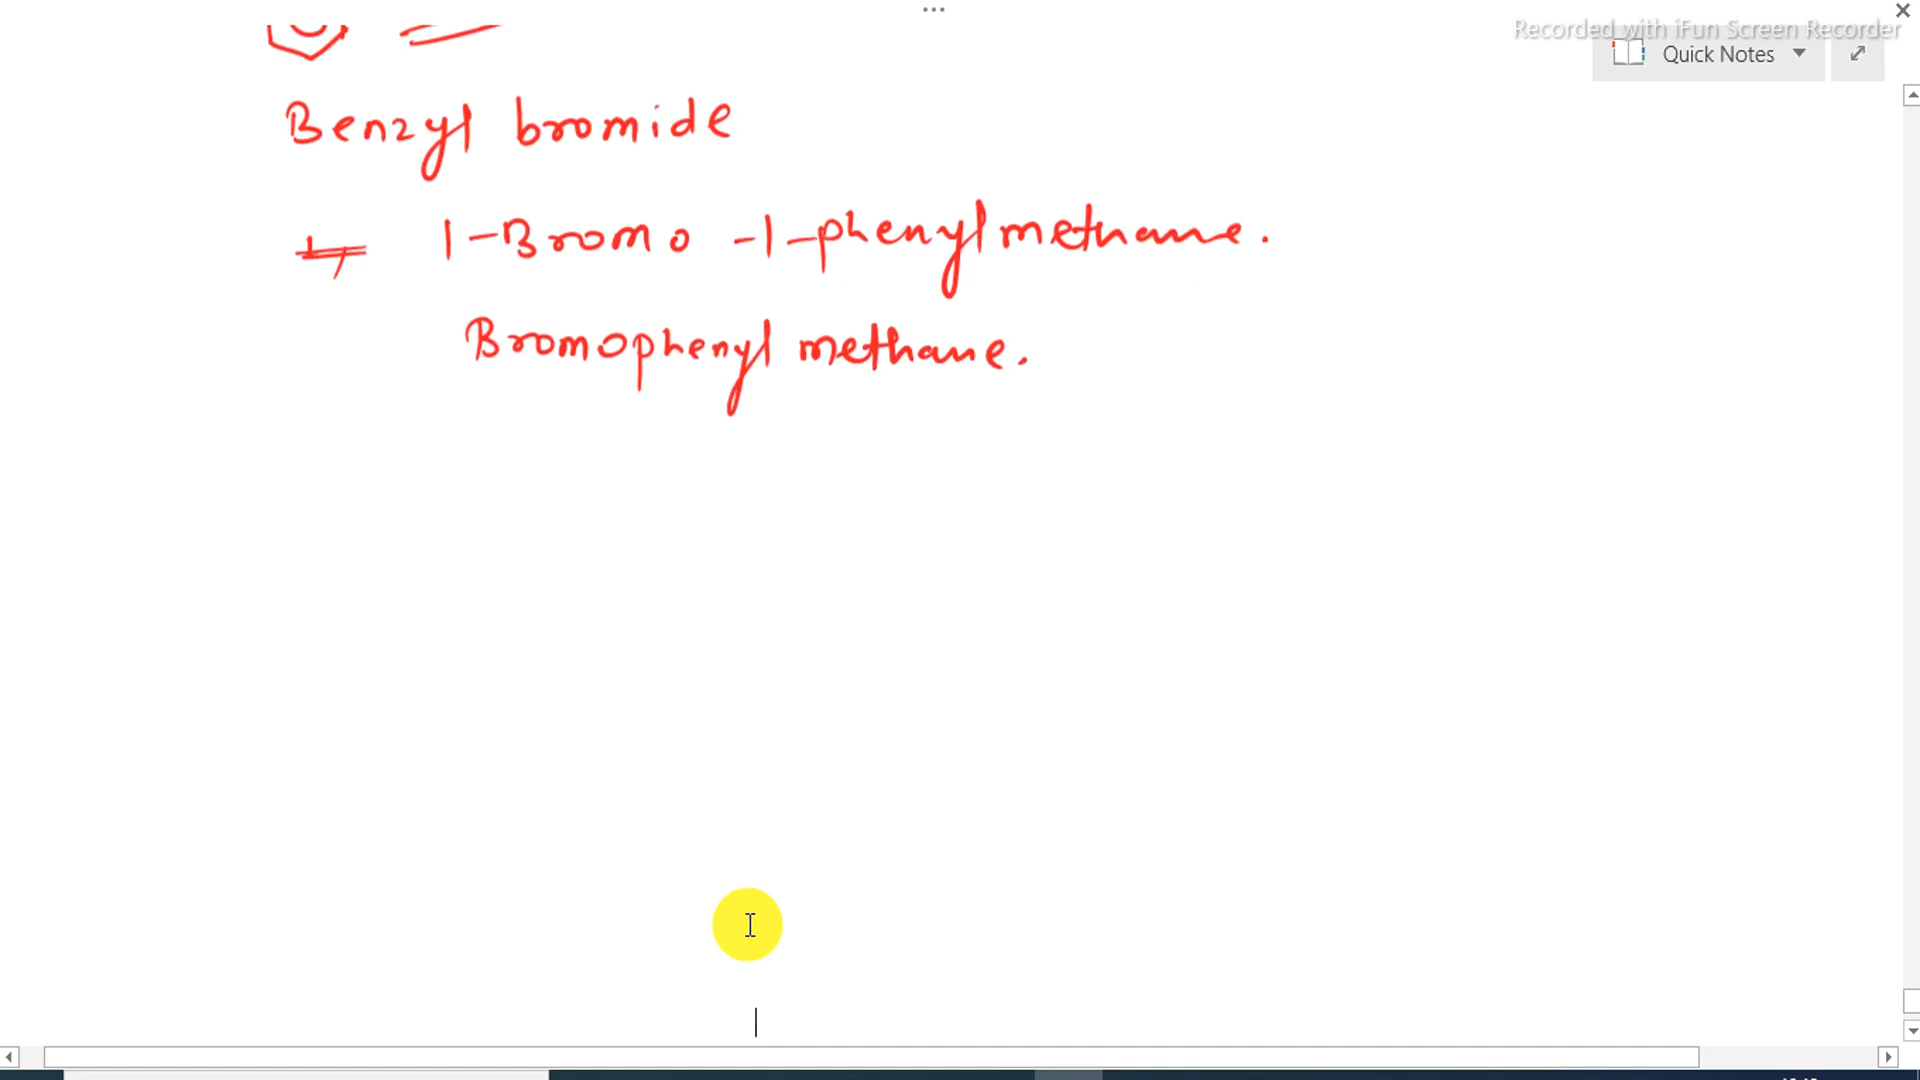 Recorded with iFun Screen Recorder
Quick Notes
Benzyl bromide
1-Bromo-1-phenylmethane.
Bromophenyl methane.